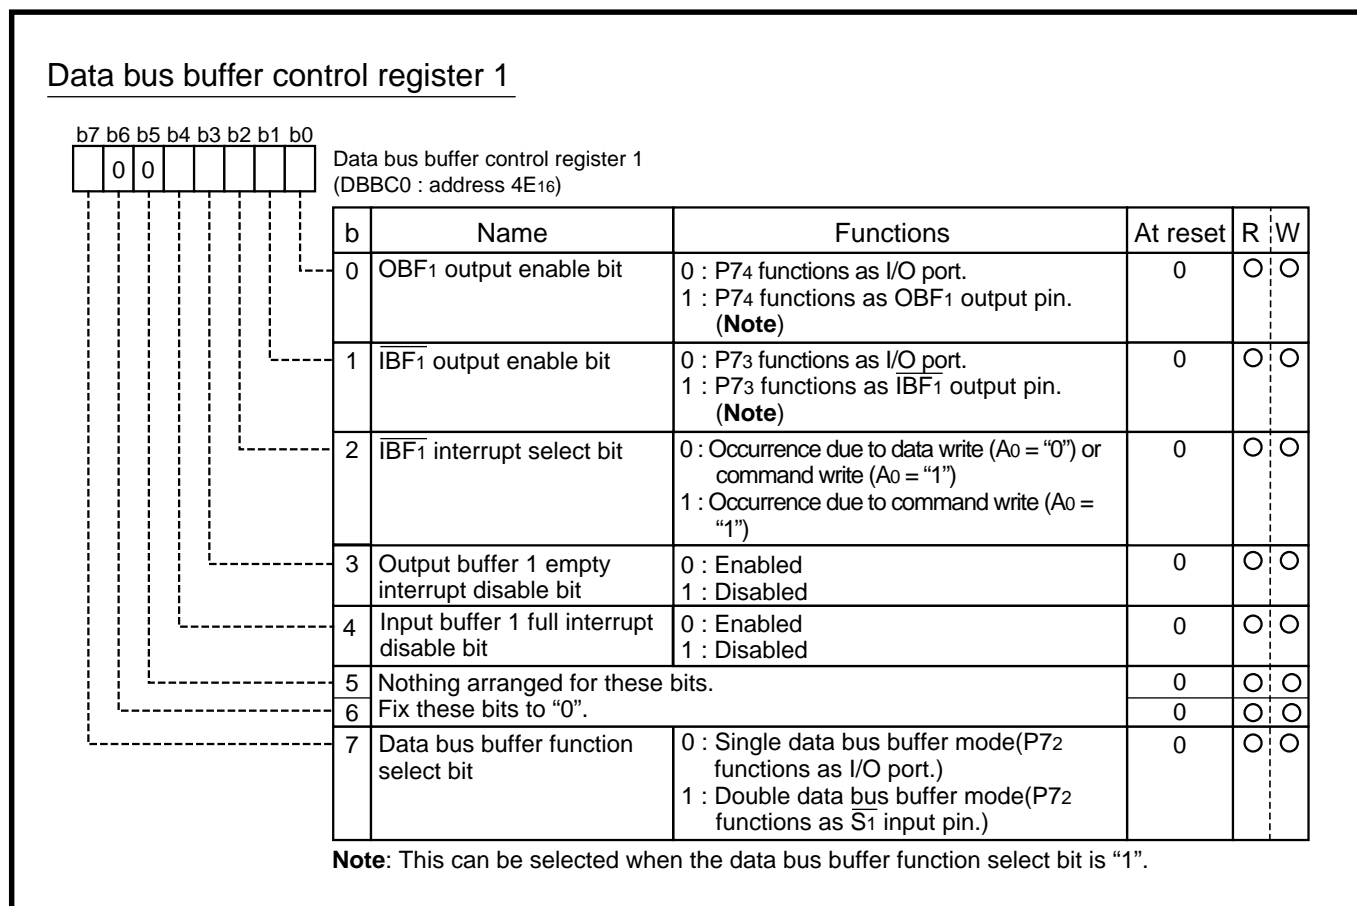 Data bus buffer control register 1
b7 b6 b5 b4 b3 b2 b1 b0
0 0
Data bus buffer control register 1
(DBBC0 : address 4E16)
b Name Functions At reset R W
0 OBF1 output enable bit 0 : P74 functions as I/O port. 0 O O
1 : P74 functions as OBF1 output pin.
(Note)
1 I̅B̅F̅1 output enable bit 0 : P73 functions as I/O port. 0 O O
1 : P73 functions as I̅B̅F̅1 output pin.
(Note)
2 I̅B̅F̅1 interrupt select bit 0 : Occurrence due to data write (A0 = “0”) or 0 O O
command write (A0 = “1”)
1 : Occurrence due to command write (A0 =
“1”)
3 Output buffer 1 empty 0 : Enabled 0 O O
interrupt disable bit 1 : Disabled
4 Input buffer 1 full interrupt 0 : Enabled 0 O O
disable bit 1 : Disabled
5 Nothing arranged for these bits. 0 O O
6 Fix these bits to “0”. 0 O O
7 Data bus buffer function 0 : Single data bus buffer mode(P72 0 O O
select bit functions as I/O port.)
1 : Double data bus buffer mode(P72
functions as S̅1 input pin.)
Note: This can be selected when the data bus buffer function select bit is “1”.